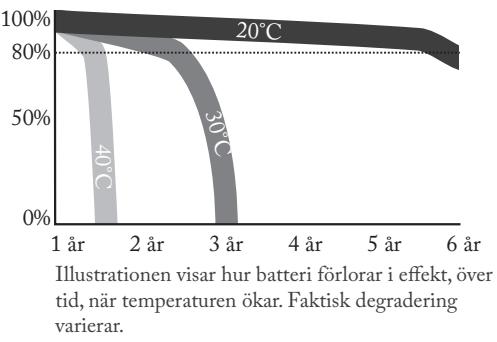 100%
20°C
80%
50%
30°C
40°C
0%
1 år 2 år 3 år 4 år 5 år 6 år
Illustrationen visar hur batteri förlorar i effekt, över
tid, när temperaturen ökar. Faktisk degradering
varierar.